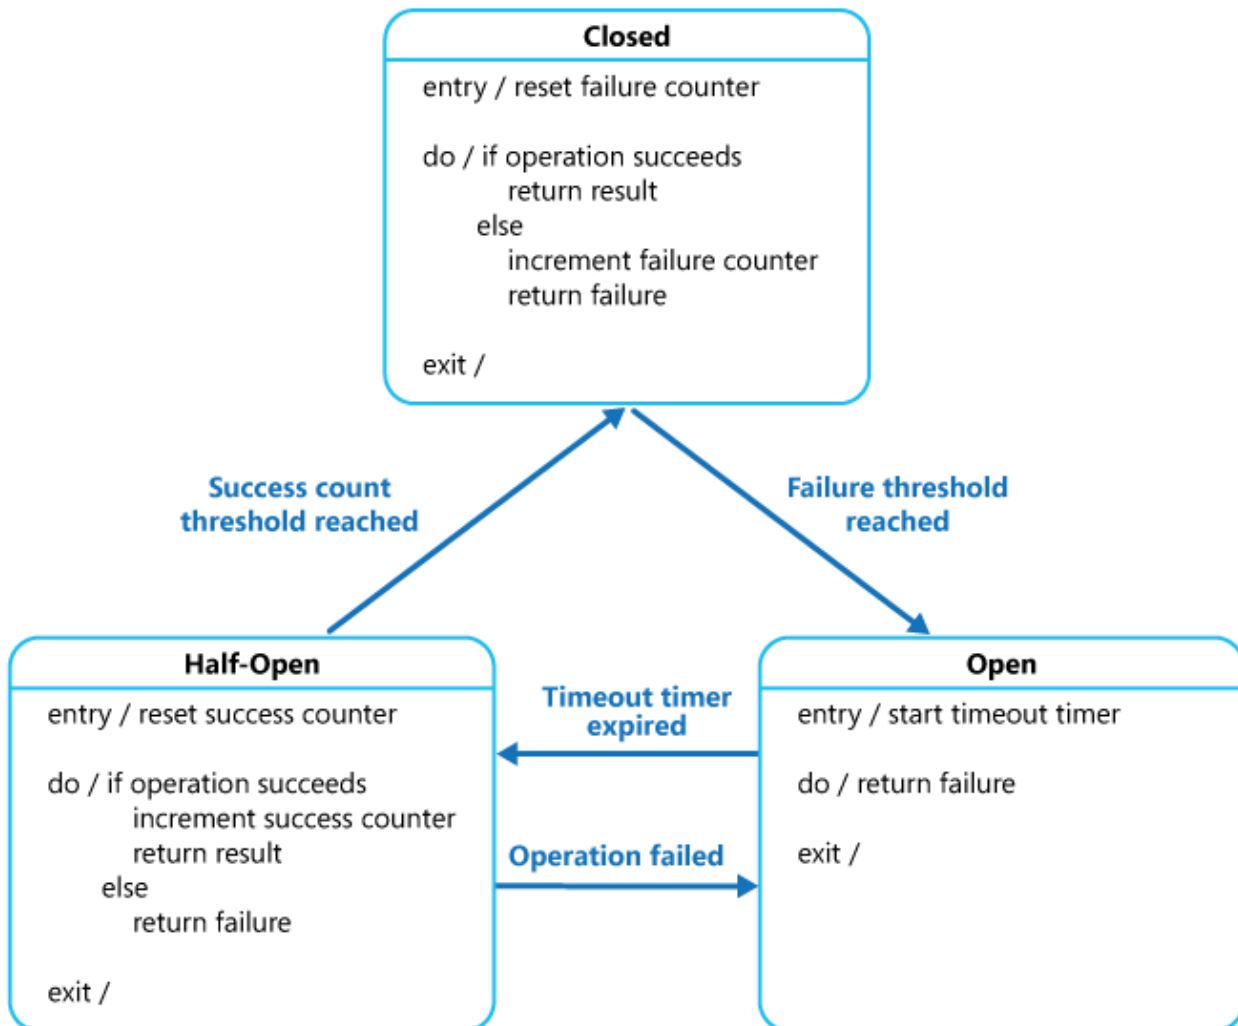 Closed
entry / reset failure counter
do / if operation succeeds
return result
else
increment failure counter
return failure
exit /
Success count
threshold reached
Failure threshold
reached
Half-Open
entry / reset success counter
do / if operation succeeds
increment success counter
return result
else
return failure
exit /
Timeout timer
expired
Operation failed
Open
entry / start timeout timer
do / return failure
exit /